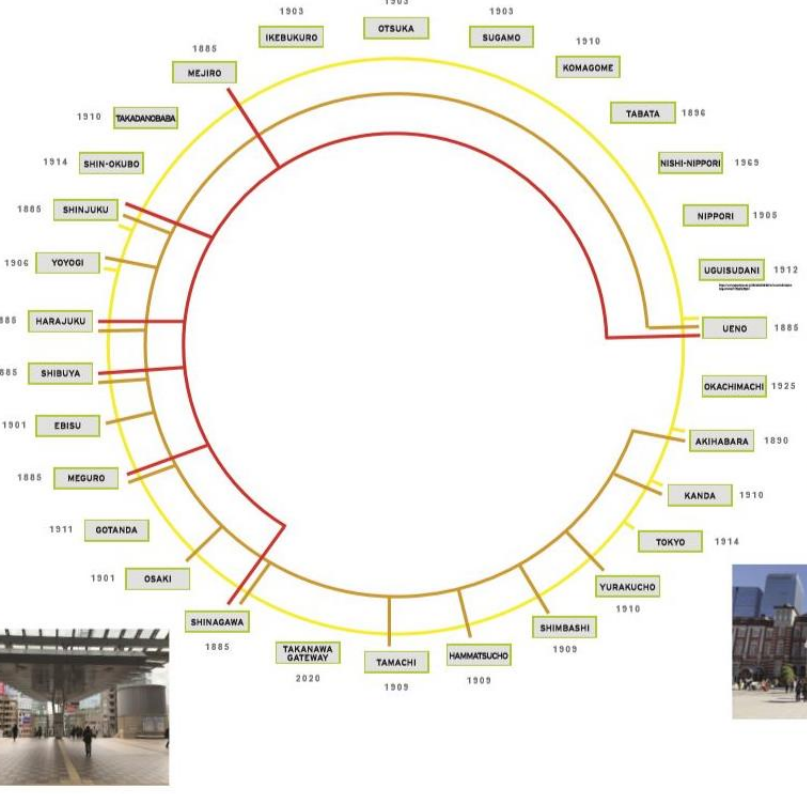 1903
OTSUKA
1903
SUGAMO
1910
KOMAGOME
TABATA 1896
NISHI-NIPPORI 1969
NIPPORI 1905
UGUISUDANI 1912
UENO 1885
OKACHIMACHI 1925
AKIHABARA 1890
KANDA 1910
TOKYO 1914
YURAKUCHO
1910
SHIMBASHI
1909
HAMMATSUCHO
1909
TAMACHI
1909
TAKANAWA
GATEWAY
2020
SHINAGAWA
1885
1901 OSAKI
1911 GOTANDA
1885 MEGURO
1901 EBISU
885 SHIBUYA
885 HARAJUKU
1906 YOYOGI
1885 SHINJUKU
1914 SHIN-OKUBO
1910 TAKADANOBABA
1885
MEJIRO
1903
IKEBUKURO